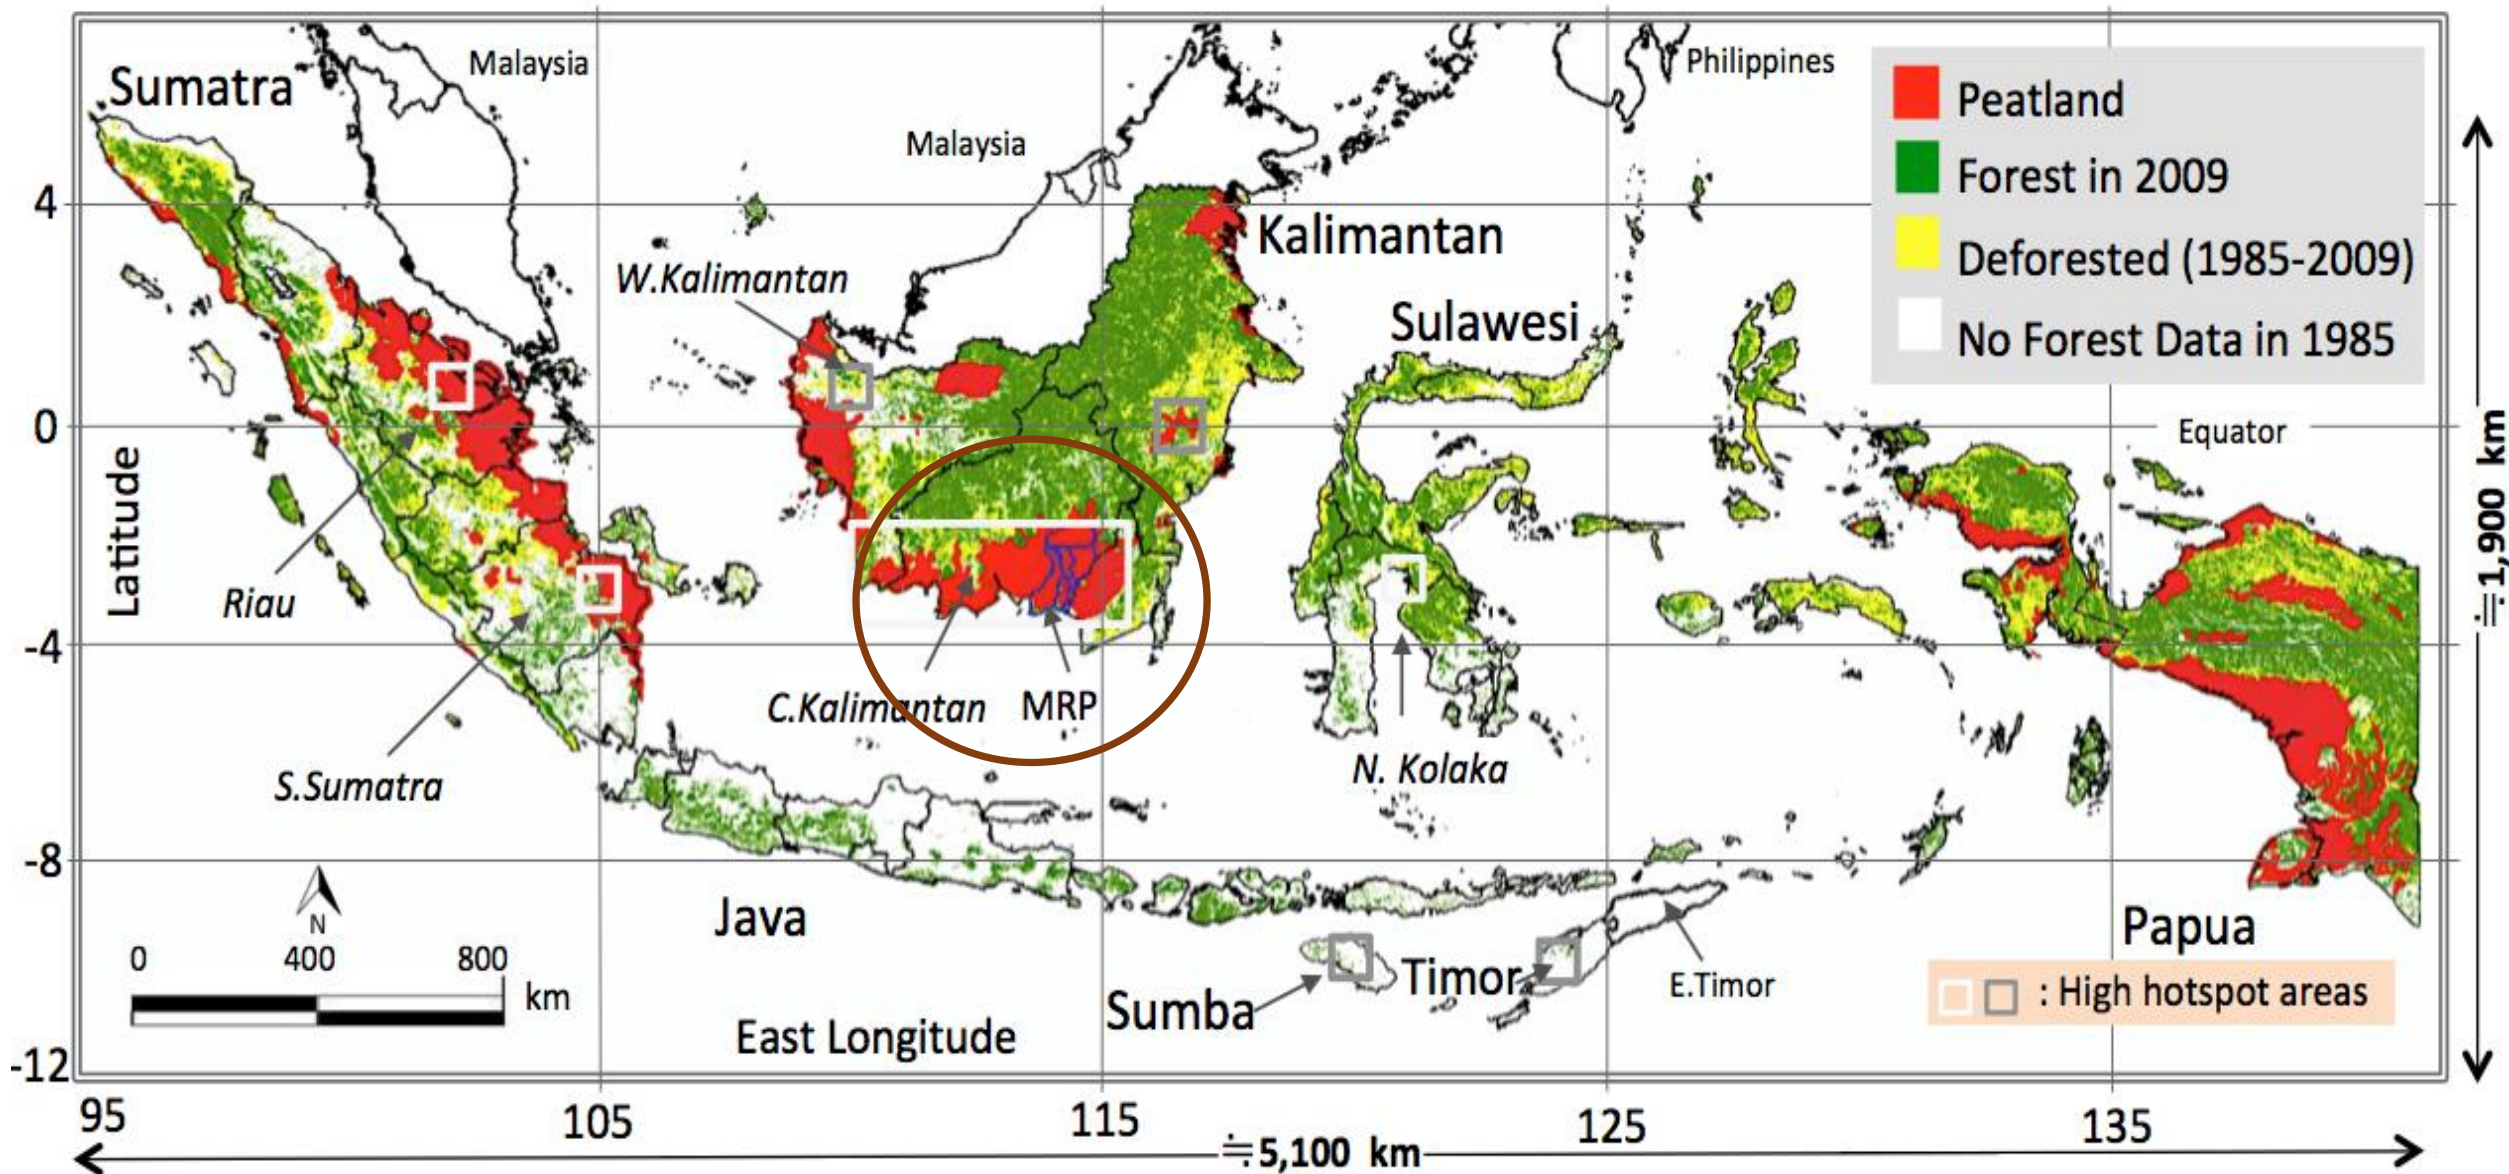 Sumatra
Malaysia
Malaysia
Philippines
Peatland
Forest in 2009
Deforested (1985-2009)
No Forest Data in 1985
Kalimantan
W.Kalimantan
Sulawesi
Equator
Riau
C.Kalimantan
MRP
N. Kolaka
S.Sumatra
Java
Papua
Sumba
Timor
E.Timor
: High hotspot areas
N
0 400 800
km
East Longitude
Latitude
4
0
-4
-8
-12
95 105 115 125 135
≒5,100 km
≒1,900 km